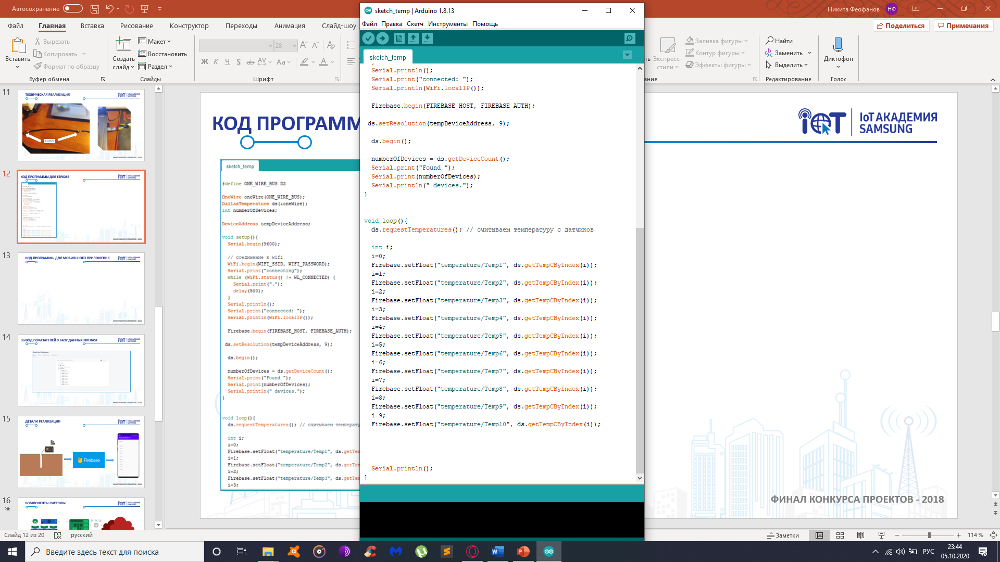 Автосохранение
sketch_temp | Arduino 1.8.13
Никита Феофанов
НФ
Файл
Главная
Вставка
Рисование
Конструктор
Переходы
Анимация
Слайд-шоу
Файл Правка Скетч Инструменты Помощь
Поделиться
Примечания
Вставить
Вырезать
Копировать
Формат по образцу
Буфер обмена
Создать слайд
Макет
Восстановить
Раздел
Слайды
28
Ж К Ч S ab AV Aa A
Шрифт
Экспресс-стили
Заливка фигуры
Контур фигуры
Эффекты фигуры
Найти
Заменить
Выделить
Редактирование
Диктофон
Голос
11
ТЕХНИЧЕСКАЯ РЕАЛИЗАЦИЯ
12
КОД ПРОГРАММЫ ДЛЯ ESP8266
13
КОД ПРОГРАММЫ ДЛЯ МОБИЛЬНОГО ПРИЛОЖЕНИЯ
14
ВЫВОД ПОКАЗАТЕЛЕЙ В БАЗУ ДАННЫХ FIREBASE
15
ДЕТАЛИ РЕАЛИЗАЦИИ
Firebase
16
КОМПОНЕНТЫ СИСТЕМЫ
КОД ПРОГРАММ
IoT АКАДЕМИЯ
SAMSUNG
sketch_temp
#define ONE_WIRE_BUS D2
OneWire oneWire(ONE_WIRE_BUS);
DallasTemperature ds(&oneWire);
int numberOfDevices;
DeviceAddress tempDeviceAddress;
void setup(){
Serial.begin(9600);
// соединение к wifi
WiFi.begin(WIFI_SSID, WIFI_PASSWORD);
Serial.print("connecting");
while (WiFi.status() != WL_CONNECTED) {
Serial.print(".");
delay(500);
}
Serial.println();
Serial.print("connected: ");
Serial.println(WiFi.localIP());
Firebase.begin(FIREBASE_HOST, FIREBASE_AUTH);
ds.setResolution(tempDeviceAddress, 9);
ds.begin();
numberOfDevices = ds.getDeviceCount();
Serial.print("Found ");
Serial.print(numberOfDevices);
Serial.println(" devices.");
}
void loop(){
ds.requestTemperatures(); // считываем температу
int i;
i=0;
Firebase.setFloat("temperature/Temp1", ds.getTem
i=1;
Firebase.setFloat("temperature/Temp2", ds.getTem
i=2;
Firebase.setFloat("temperature/Temp3", ds.getTem
i=3;
sketch_temp
Serial.println();
Serial.print("connected: ");
Serial.println(WiFi.localIP());
Firebase.begin(FIREBASE_HOST, FIREBASE_AUTH);
ds.setResolution(tempDeviceAddress, 9);
ds.begin();
numberOfDevices = ds.getDeviceCount();
Serial.print("Found ");
Serial.print(numberOfDevices);
Serial.println(" devices.");
}
void loop(){
ds.requestTemperatures(); // считываем температуру с датчиков
int i;
i=0;
Firebase.setFloat("temperature/Temp1", ds.getTempCByIndex(i));
i=1;
Firebase.setFloat("temperature/Temp2", ds.getTempCByIndex(i));
i=2;
Firebase.setFloat("temperature/Temp3", ds.getTempCByIndex(i));
i=3;
Firebase.setFloat("temperature/Temp4", ds.getTempCByIndex(i));
i=4;
Firebase.setFloat("temperature/Temp5", ds.getTempCByIndex(i));
i=5;
Firebase.setFloat("temperature/Temp6", ds.getTempCByIndex(i));
i=6;
Firebase.setFloat("temperature/Temp7", ds.getTempCByIndex(i));
i=7;
Firebase.setFloat("temperature/Temp8", ds.getTempCByIndex(i));
i=8;
Firebase.setFloat("temperature/Temp9", ds.getTempCByIndex(i));
i=9;
Firebase.setFloat("temperature/Temp10", ds.getTempCByIndex(i));
Serial.println();
}
ФИНАЛ КОНКУРСА ПРОЕКТОВ - 2018
Слайд 12 из 20
русский
Заметки
114 %
Введите здесь текст для поиска
РУС
23:44
05.10.2020